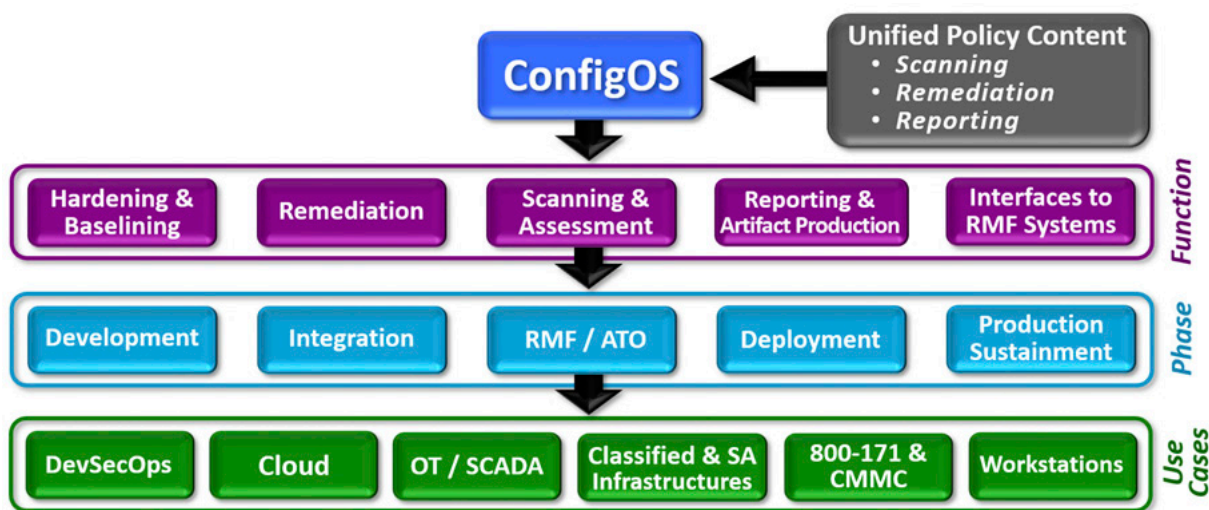 ConfigOS
Unified Policy Content
• Scanning
• Remediation
• Reporting
Hardening &
Baselining
Remediation
Scanning &
Assessment
Reporting &
Artifact Production
Interfaces to
RMF Systems
Function
Development
Integration
RMF / ATO
Deployment
Production
Sustainment
Phase
DevSecOps
Cloud
OT / SCADA
Classified & SA
Infrastructures
800-171 &
CMMC
Workstations
Use
Cases